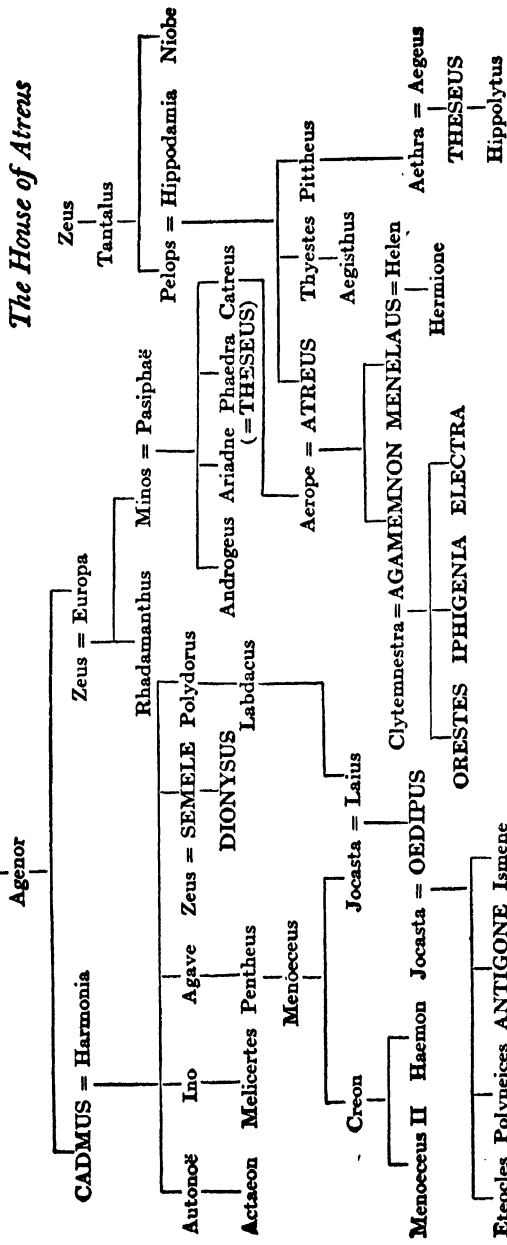 The House of Atreus
Agenor
Zeus
Tantalus
CADMUS = Harmonia Zeus = Europa
Pelops = Hippodamia Niobe
Rhadamanthus Minos = Pasiphaë
Autonoë Ino Agave Zeus = SEMELE Polydorus
Androgeus Ariadne Phaedra Catreus
(=THESEUS)
Actaeon Melicertes Pentheus DIONYSUS Labdacus
Aerope = ATREUS Thyestes Pittheus
Menoeceus
Aegisthus
Creon Jocasta = Laius
Clytemnestra = AGAMEMNON MENELAUS = Helen Aethra = Aegeus
Menoeceus II Haemon Jocasta = OEDIPUS
Hermione THESEUS
ORESTES IPHIGENIA ELECTRA Hippolytus
Eteocles Polyneices ANTIGONE Ismene